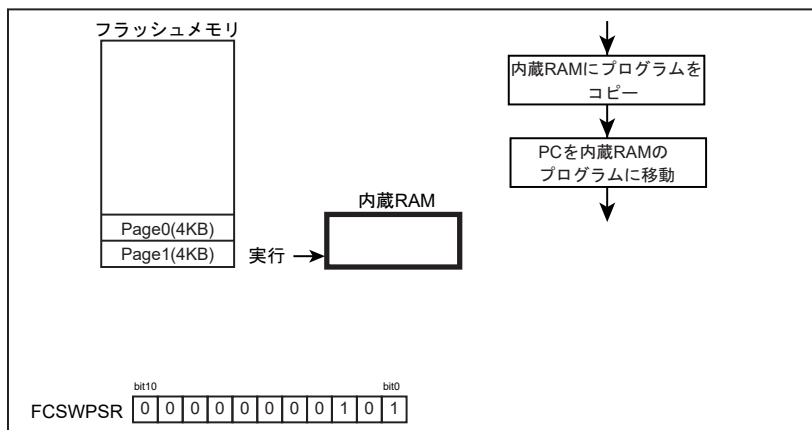 フラッシュメモリ
Page0(4KB)
Page1(4KB)
実行
内蔵RAM
内蔵RAMにプログラムを
コピー
PCを内蔵RAMの
プログラムに移動
bit10 bit0
FCSWPSR 0 0 0 0 0 0 0 0 1 0 1